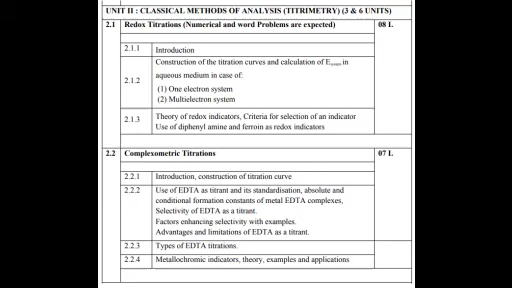 UNIT II : CLASSICAL METHODS OF ANALYSIS (TITRIMETRY) (3 & 6 UNITS)
2.1 Redox Titrations (Numerical and word Problems are expected) 08 L
2.1.1 Introduction
2.1.2 Construction of the titration curves and calculation of Esystem in
aqueous medium in case of:
(1) One electron system
(2) Multielectron system
2.1.3 Theory of redox indicators, Criteria for selection of an indicator
Use of diphenyl amine and ferroin as redox indicators
2.2 Complexometric Titrations 07 L
2.2.1 Introduction, construction of titration curve
2.2.2 Use of EDTA as titrant and its standardisation, absolute and
conditional formation constants of metal EDTA complexes,
Selectivity of EDTA as a titrant.
Factors enhancing selectivity with examples.
Advantages and limitations of EDTA as a titrant.
2.2.3 Types of EDTA titrations.
2.2.4 Metallochromic indicators, theory, examples and applications